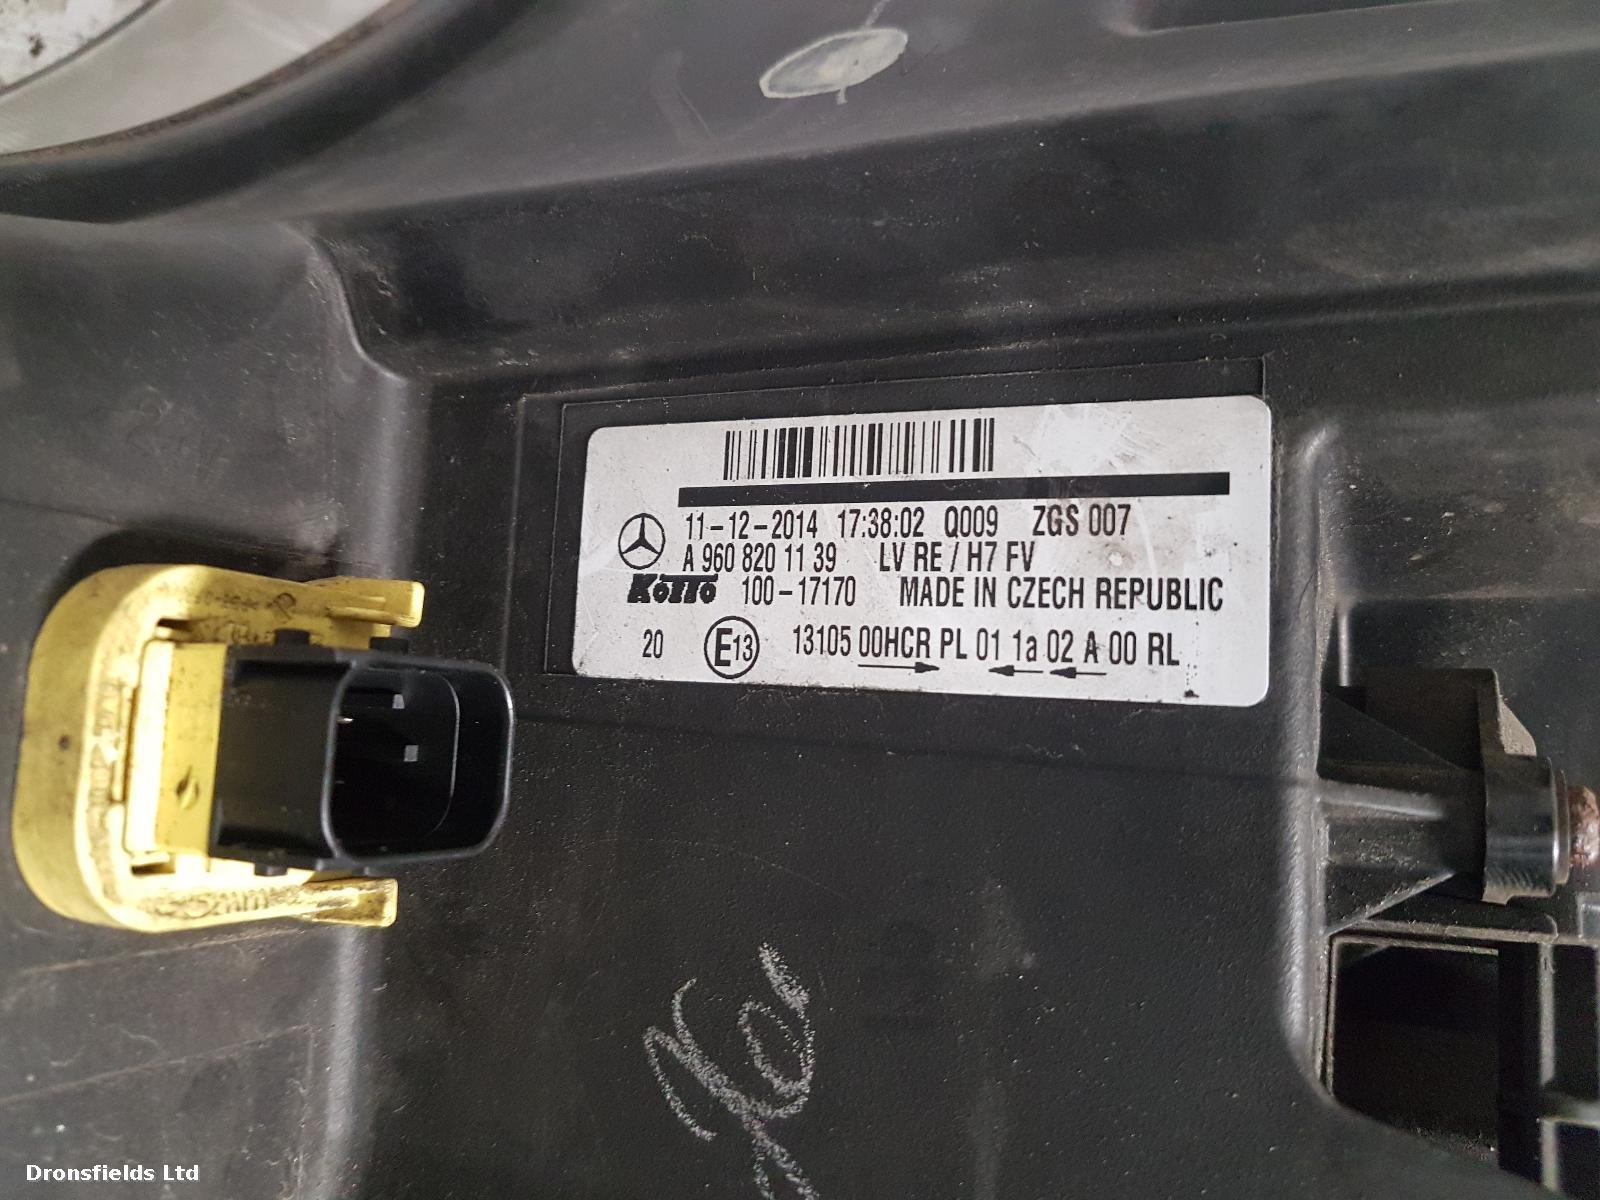 11-12-2014 17:38:02 Q009 ZGS 007
A 960 820 11 39 LV RE / H7 FV
KOITO 100-17170 MADE IN CZECH REPUBLIC
20 E13 13105 00HCR PL 01 1a 02 A 00 RL
Dronsfields Ltd